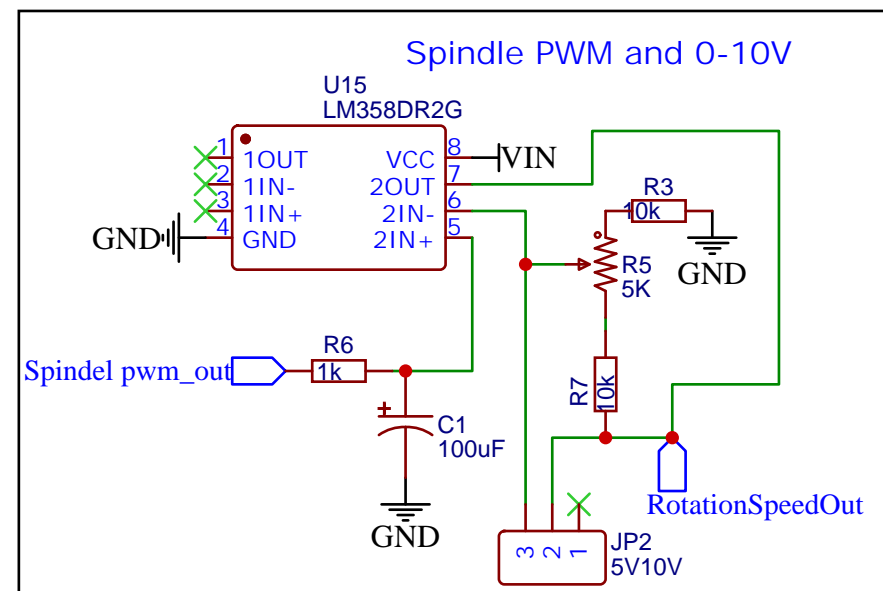 Spindle PWM and 0-10V
U15
LM358DR2G
1 1OUT VCC 8 VIN
2 1IN- 2OUT 7
3 1IN+ 2IN- 6
GND 4 GND 2IN+ 5
R3
10k
GND
R5
5K
R6
Spindel pwm_out 1k
R7
10k
C1
100uF
GND
RotationSpeedOut
3 2 1
JP2
5V10V